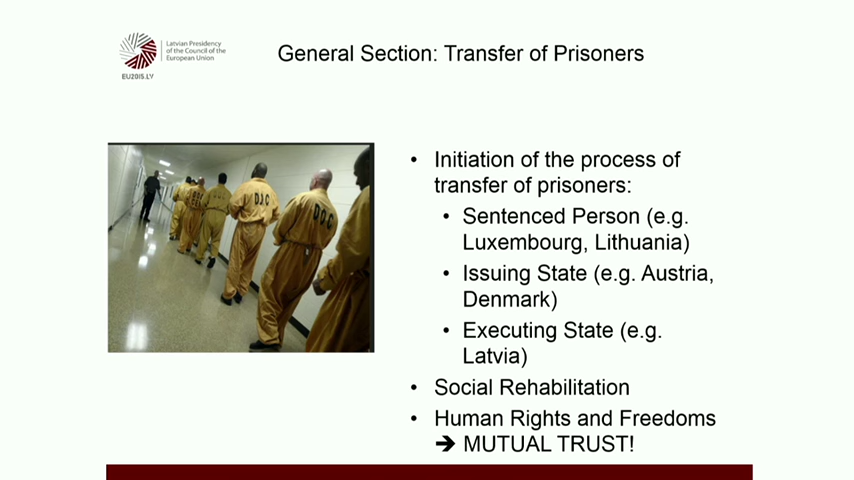 Latvian Presidency
of the Council of the
European Union
EU2015.LV
General Section: Transfer of Prisoners
• Initiation of the process of
transfer of prisoners:
• Sentenced Person (e.g.
Luxembourg, Lithuania)
• Issuing State (e.g. Austria,
Denmark)
• Executing State (e.g.
Latvia)
• Social Rehabilitation
• Human Rights and Freedoms
➔ MUTUAL TRUST!
DOC
DOC